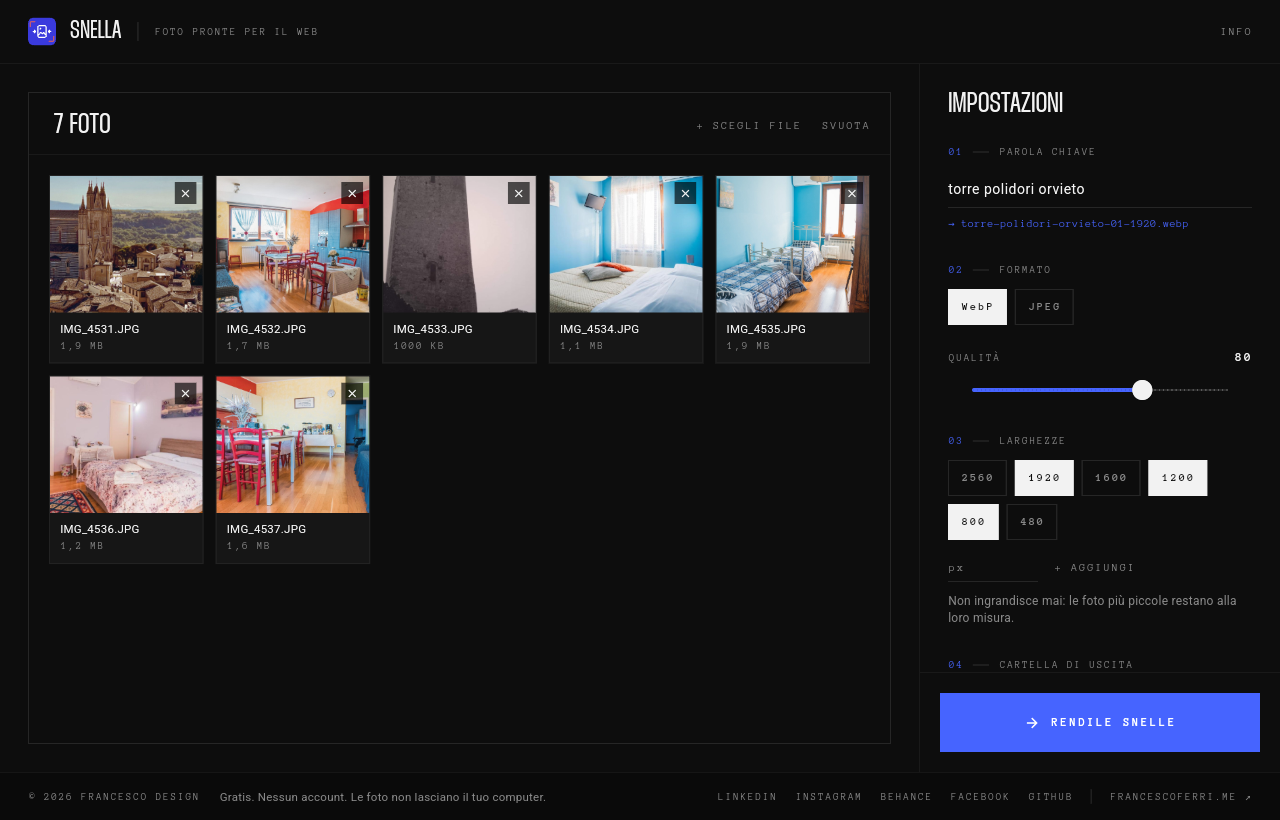 SNELLA
FOTO PRONTE PER IL WEB
INFO
7 FOTO
+ SCEGLI FILE
SVUOTA
IMG_4531.JPG
1,9 MB
IMG_4532.JPG
1,7 MB
IMG_4533.JPG
1000 KB
IMG_4534.JPG
1,1 MB
IMG_4535.JPG
1,9 MB
IMG_4536.JPG
1,2 MB
IMG_4537.JPG
1,6 MB
IMPOSTAZIONI
01 — PAROLA CHIAVE
torre polidori orvieto
→ torre-polidori-orvieto-01-1920.webp
02 — FORMATO
WebP
JPEG
QUALITÀ 80
03 — LARGHEZZE
2560 1920 1600 1200
800 480
px + AGGIUNGI
Non ingrandisce mai: le foto più piccole restano alla
loro misura.
04 — CARTELLA DI USCITA
→ RENDILE SNELLE
© 2026 FRANCESCO DESIGN
Gratis. Nessun account. Le foto non lasciano il tuo computer.
LINKEDIN INSTAGRAM BEHANCE FACEBOOK GITHUB
FRANCESCOFERRI.ME ↗